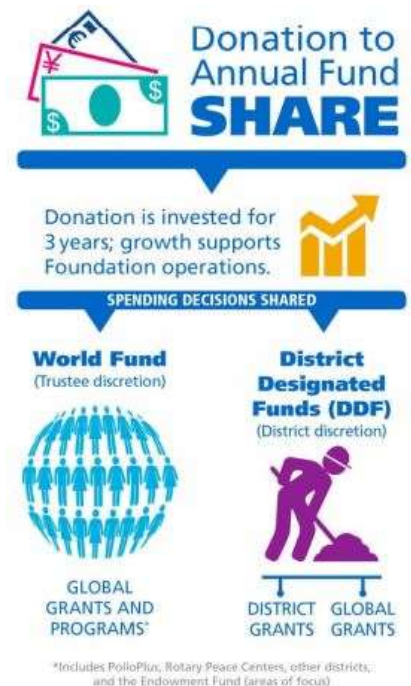 Donation to
Annual Fund
SHARE
€
¥
$
$
Donation is invested for
3 years; growth supports
Foundation operations.
SPENDING DECISIONS SHARED
World Fund
(Trustee discretion)
GLOBAL
GRANTS AND
PROGRAMS*
District
Designated
Funds (DDF)
(District discretion)
DISTRICT GRANTS
GLOBAL GRANTS
*Includes PolioPlus, Rotary Peace Centers, other districts,
and the Endowment Fund (areas of focus)